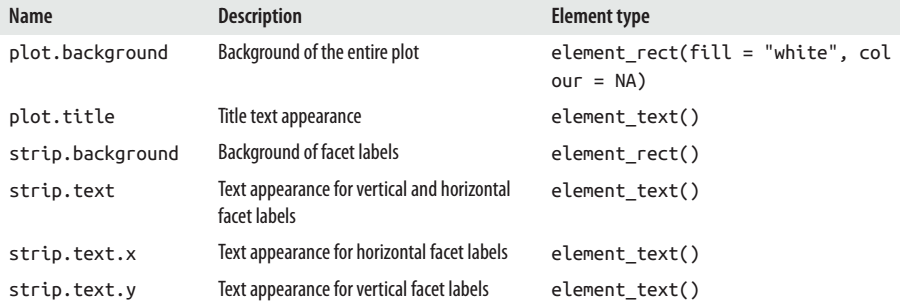 Name Description Element type
plot.background Background of the entire plot element_rect(fill = "white", col
our = NA)
plot.title Title text appearance element_text()
strip.background Background of facet labels element_rect()
strip.text Text appearance for vertical and horizontal element_text()
facet labels
strip.text.x Text appearance for horizontal facet labels element_text()
strip.text.y Text appearance for vertical facet labels element_text()